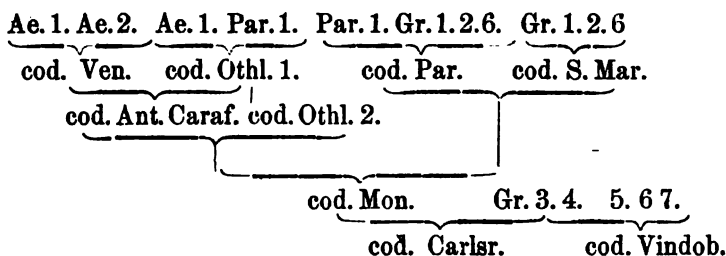 Ae. 1. Ae. 2. Ae. 1. Par. 1. Par. 1. Gr. 1. 2. 6. Gr. 1. 2. 6
cod. Ven. cod. Othl. 1. cod. Par. cod. S. Mar.
cod. Ant. Caraf. cod. Othl. 2.
cod. Mon. Gr. 3. 4. 5. 6 7.
cod. Carlsr. cod. Vindob.